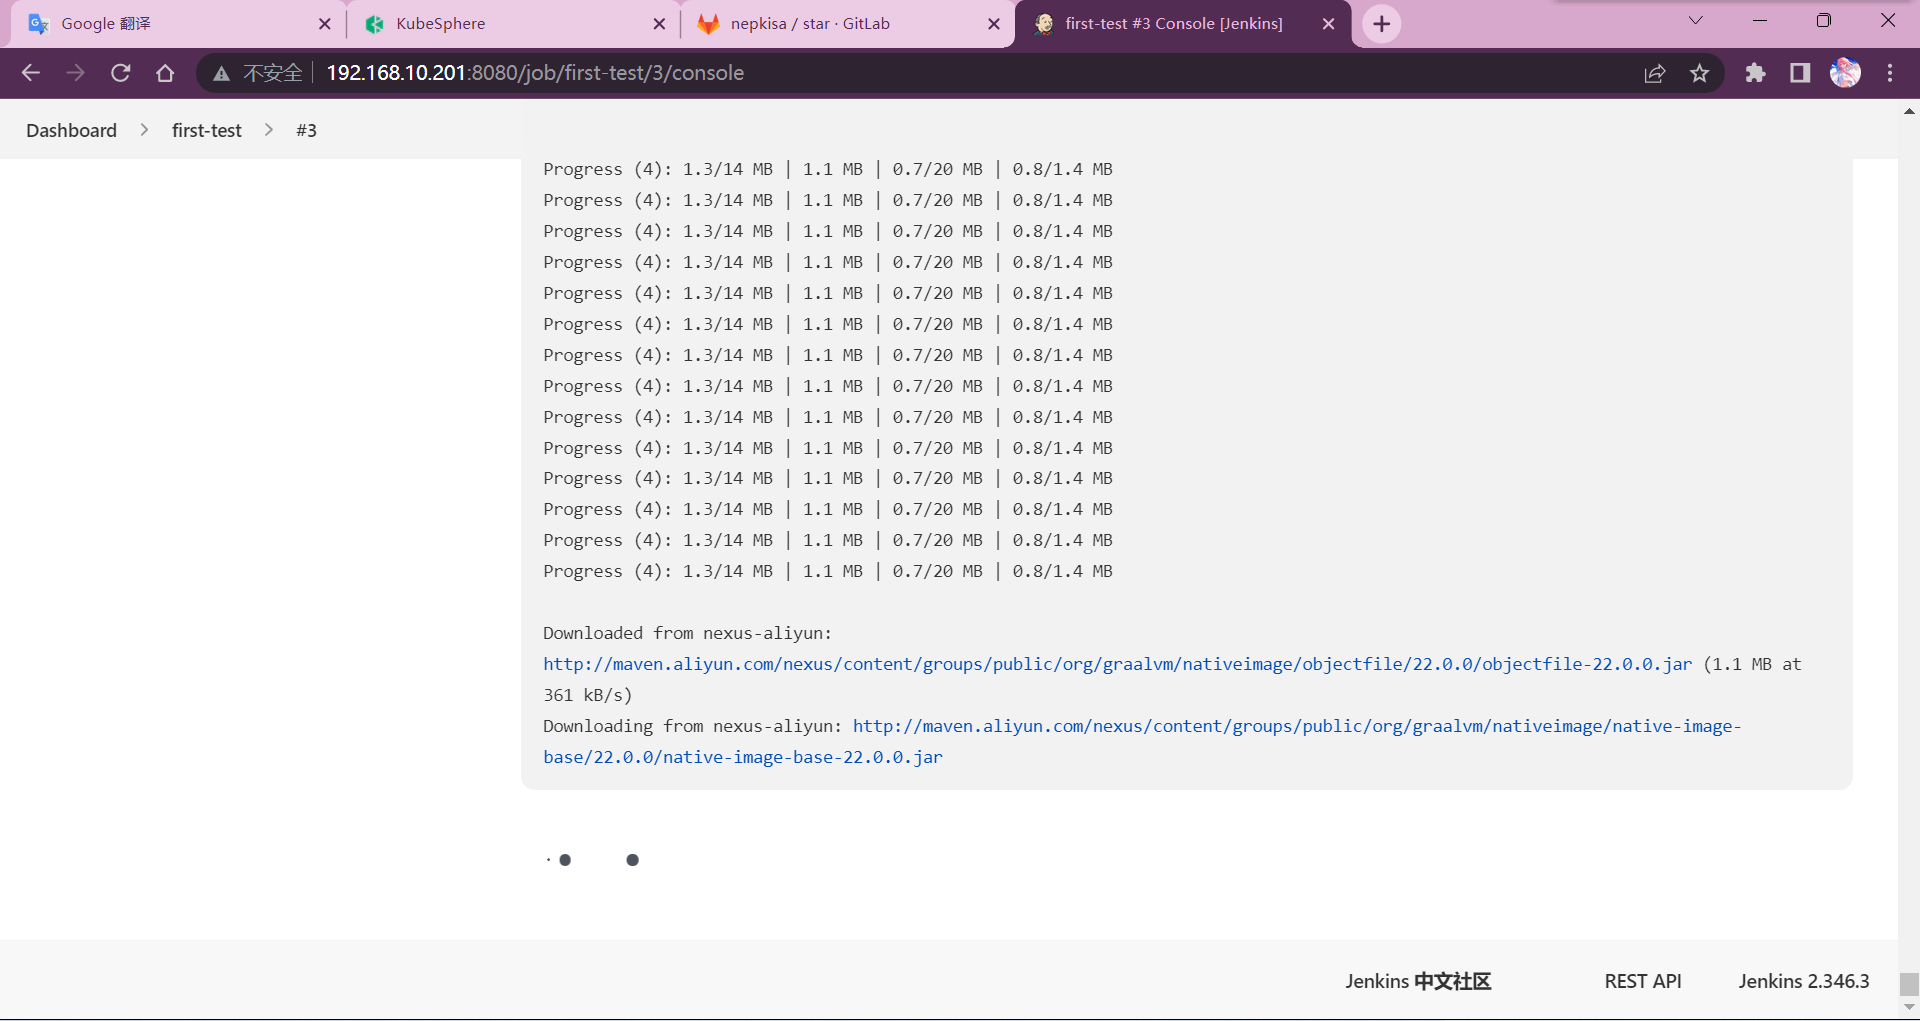 Google 翻译
KubeSphere
nepkisa / star · GitLab
first-test #3 Console [Jenkins]
不安全
192.168.10.201:8080/job/first-test/3/console
Dashboard
first-test
#3
Progress (4): 1.3/14 MB | 1.1 MB | 0.7/20 MB | 0.8/1.4 MB
Progress (4): 1.3/14 MB | 1.1 MB | 0.7/20 MB | 0.8/1.4 MB
Progress (4): 1.3/14 MB | 1.1 MB | 0.7/20 MB | 0.8/1.4 MB
Progress (4): 1.3/14 MB | 1.1 MB | 0.7/20 MB | 0.8/1.4 MB
Progress (4): 1.3/14 MB | 1.1 MB | 0.7/20 MB | 0.8/1.4 MB
Progress (4): 1.3/14 MB | 1.1 MB | 0.7/20 MB | 0.8/1.4 MB
Progress (4): 1.3/14 MB | 1.1 MB | 0.7/20 MB | 0.8/1.4 MB
Progress (4): 1.3/14 MB | 1.1 MB | 0.7/20 MB | 0.8/1.4 MB
Progress (4): 1.3/14 MB | 1.1 MB | 0.7/20 MB | 0.8/1.4 MB
Progress (4): 1.3/14 MB | 1.1 MB | 0.7/20 MB | 0.8/1.4 MB
Progress (4): 1.3/14 MB | 1.1 MB | 0.7/20 MB | 0.8/1.4 MB
Progress (4): 1.3/14 MB | 1.1 MB | 0.7/20 MB | 0.8/1.4 MB
Progress (4): 1.3/14 MB | 1.1 MB | 0.7/20 MB | 0.8/1.4 MB
Progress (4): 1.3/14 MB | 1.1 MB | 0.7/20 MB | 0.8/1.4 MB
Downloaded from nexus-aliyun:
http://maven.aliyun.com/nexus/content/groups/public/org/graalvm/nativeimage/objectfile/22.0.0/objectfile-22.0.0.jar (1.1 MB at
361 kB/s)
Downloading from nexus-aliyun: http://maven.aliyun.com/nexus/content/groups/public/org/graalvm/nativeimage/native-image-
base/22.0.0/native-image-base-22.0.0.jar
Jenkins 中文社区
REST API
Jenkins 2.346.3